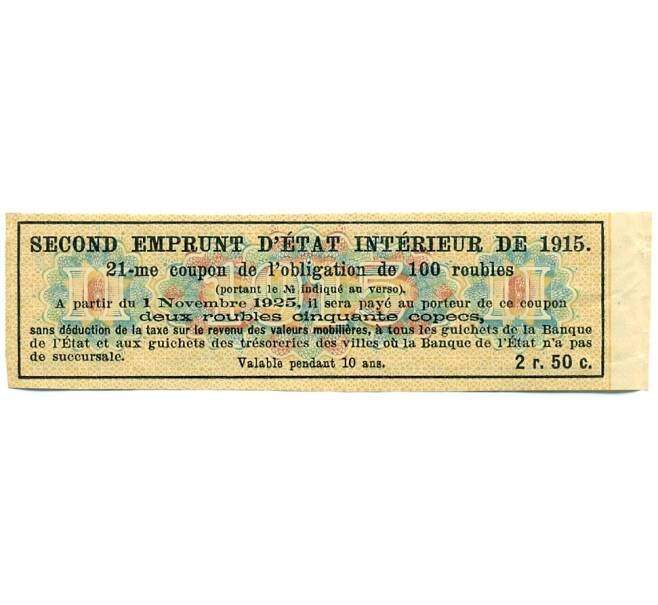 SECOND EMPRUNT D'ÉTAT INTÉRIEUR DE 1915.
21-me coupon de l'obligation de 100 roubles
(portant le № indiqué au verso).
A partir du 1 Novembre 1925, il sera payé au porteur de ce coupon
deux roubles cinquante copecs,
sans déduction de la taxe sur le revenu des valeurs mobilières, à tous les guichets de la Banque
de l'État et aux guichets des trésoreries des villes où la Banque de l'État n'a pas
de succursale.
Valable pendant 10 ans. 2 r. 50 c.